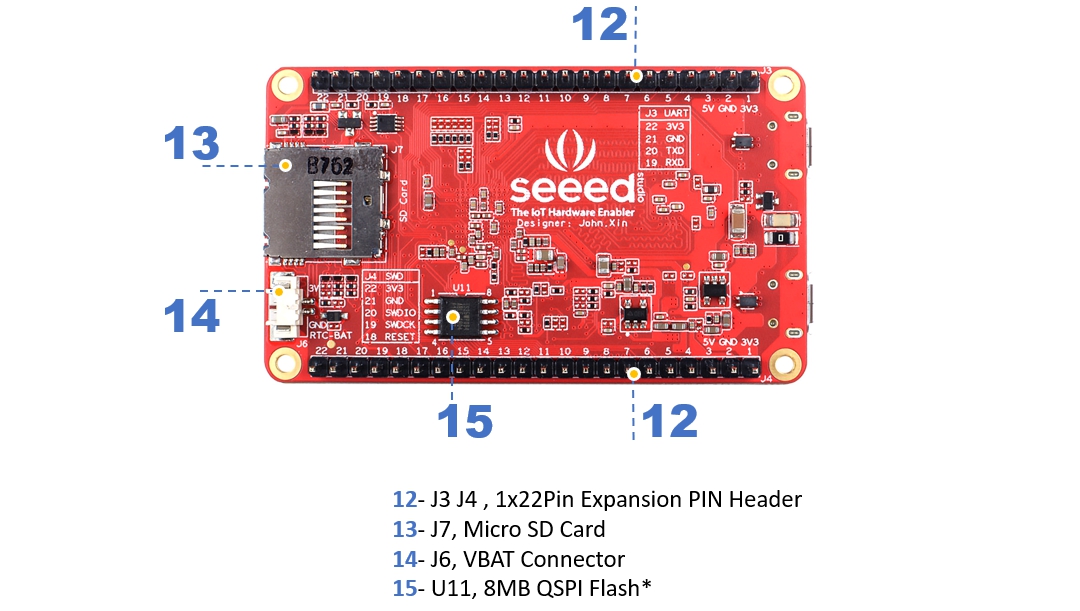 12
J3
22 21 20 19 18 17 16 15 14 13 12 11 10 9 8 7 6 5 4 3 2 1
5V GND 3V3
J3 UART
22 3V3
21 GND
20 TXD
19 RXD
13
J7
B762
SD Card
seeed
studio
The IoT Hardware Enabler
Designer: John.Xin
0
14
3V
GND
RTC-BAT
J6
J4 SWD
22 3V3
21 GND
20 SWDIO
19 SWDCK
18 RESET
U11
1 8
4 5
5V GND 3V3
22 21 20 19 18 17 16 15 14 13 12 11 10 9 8 7 6 5 4 3 2 1
J4
15
12
12- J3 J4 , 1x22Pin Expansion PIN Header
13- J7, Micro SD Card
14- J6, VBAT Connector
15- U11, 8MB QSPI Flash*